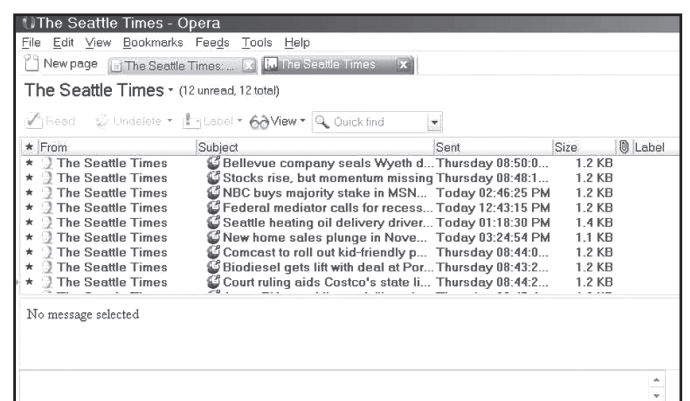 The Seattle Times - Opera
File Edit View Bookmarks Feeds Tools Help
New page The Seattle Times:... The Seattle Times
The Seattle Times (12 unread, 12 total)
Read Undelete Label View Quick find
From Subject Sent Size Label
The Seattle Times Bellevue company seals Wyeth d... Thursday 08:50:0... 1.2 KB
The Seattle Times Stocks rise, but momentum missing Thursday 08:48:1... 1.2 KB
The Seattle Times NBC buys majority stake in MSN... Today 02:46:25 PM 1.2 KB
The Seattle Times Federal mediator calls for recess... Today 12:43:15 PM 1.2 KB
The Seattle Times Seattle heating oil delivery driver... Today 01:18:30 PM 1.4 KB
The Seattle Times New home sales plunge in Nove... Today 03:24:54 PM 1.1 KB
The Seattle Times Comcast to roll out kid-friendly p... Thursday 08:44:0... 1.2 KB
The Seattle Times Biodiesel gets lift with deal at Por... Thursday 08:43:2... 1.2 KB
The Seattle Times Court ruling aids Costco's state li... Thursday 08:44:2... 1.2 KB
No message selected